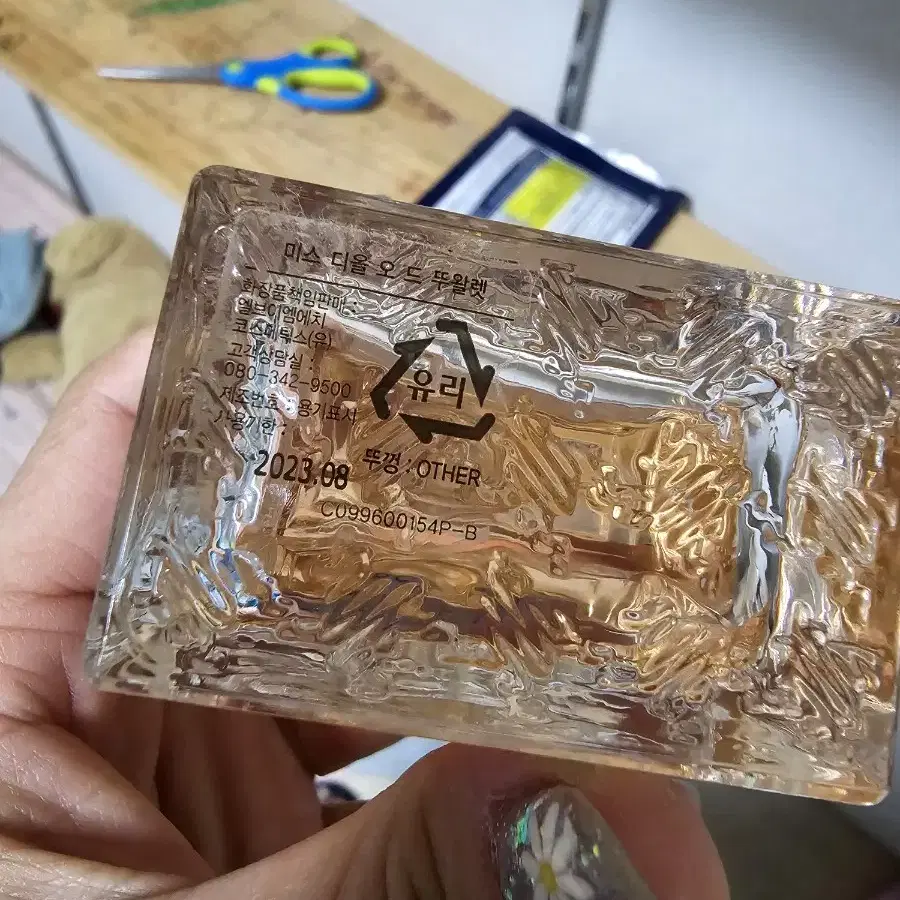 미스 디올 오 드 뚜왈렛
화장품책임판매 :
엘브이엠에치
코스메틱스(유)
고객상담실 :
080-342-9500
제조번호 : 용기표시
사용기한 :
2023.08
유리
뚜껑 : OTHER
C099600154P-B